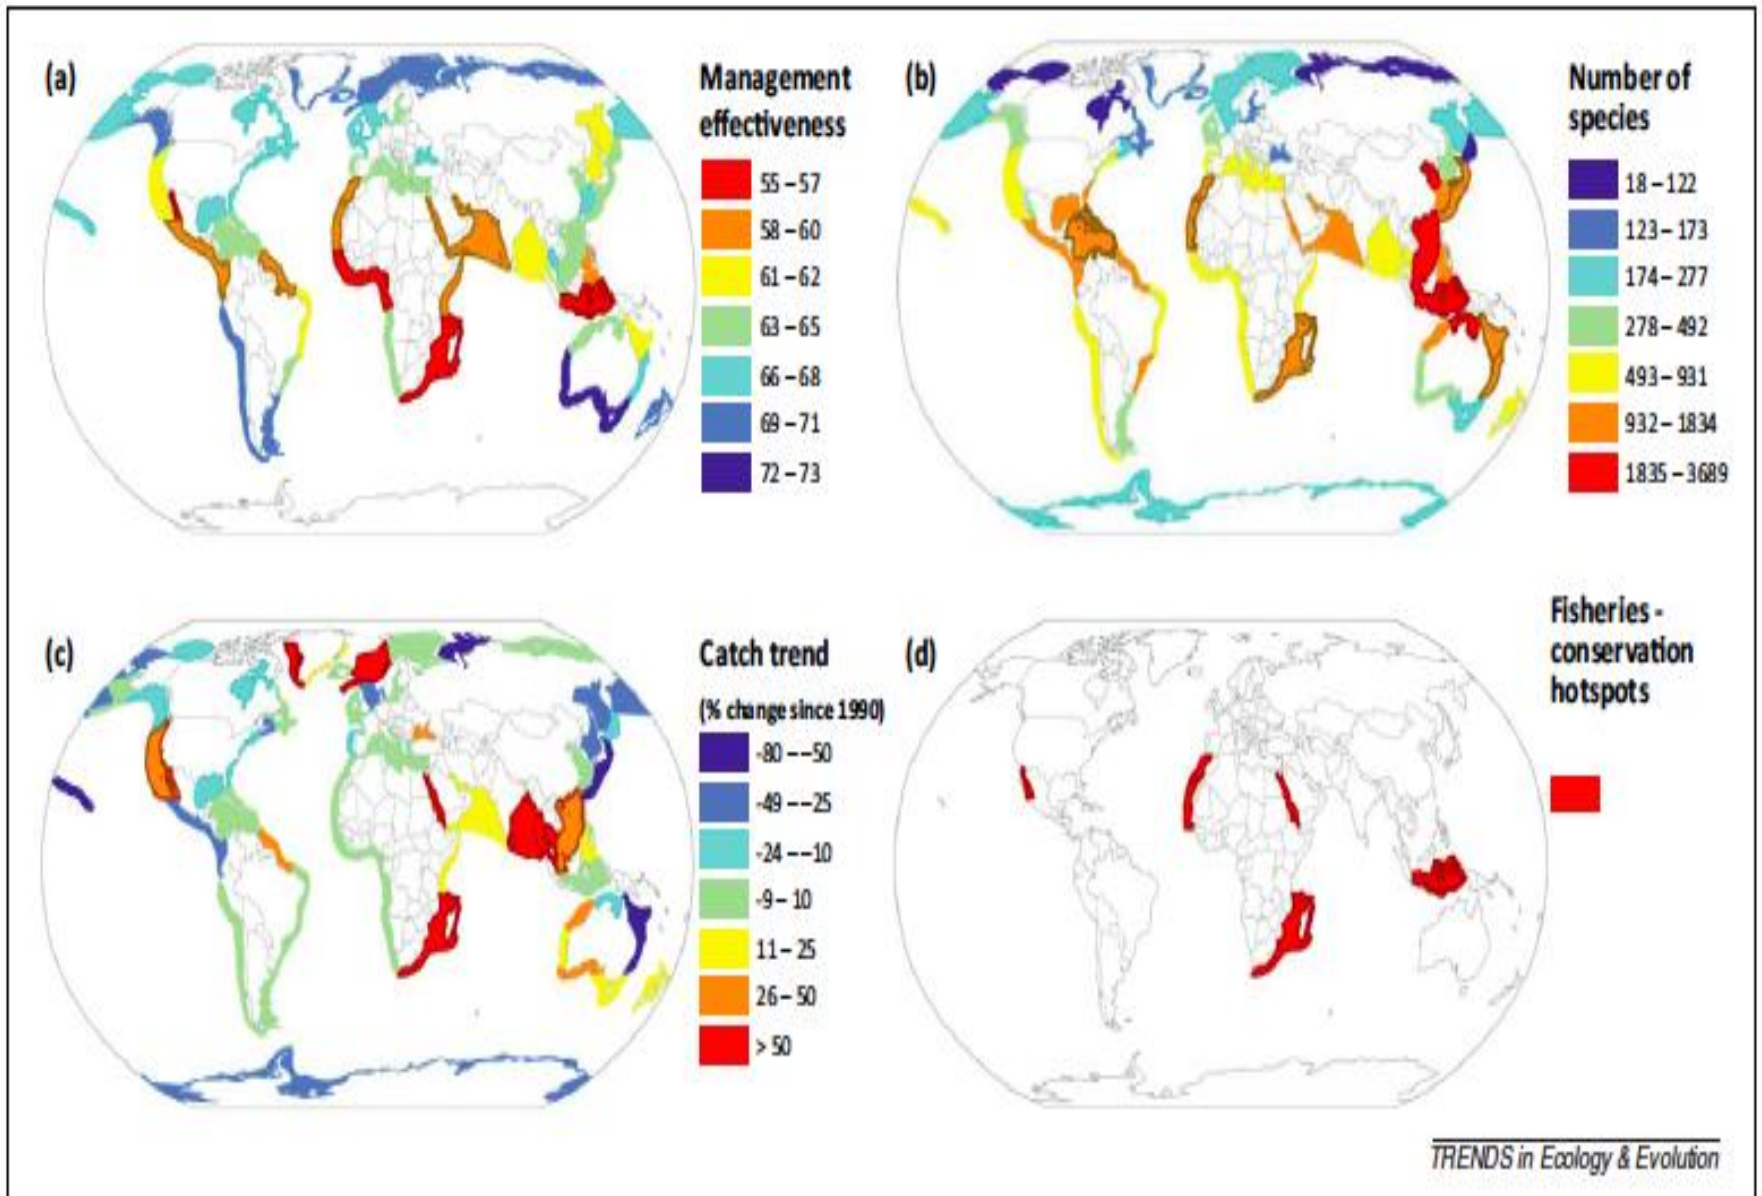 (a)
Management
effectiveness
55 – 57
58 – 60
61 – 62
63 – 65
66 – 68
69 – 71
72 – 73
(b)
Number of
species
18 – 122
123 – 173
174 – 277
278 – 492
493 – 931
932 – 1834
1835 – 3689
(c)
Catch trend
(% change since 1990)
-80 – –50
-49 – –25
-24 – –10
-9 – 10
11 – 25
26 – 50
> 50
(d)
Fisheries -
conservation
hotspots
TRENDS in Ecology & Evolution